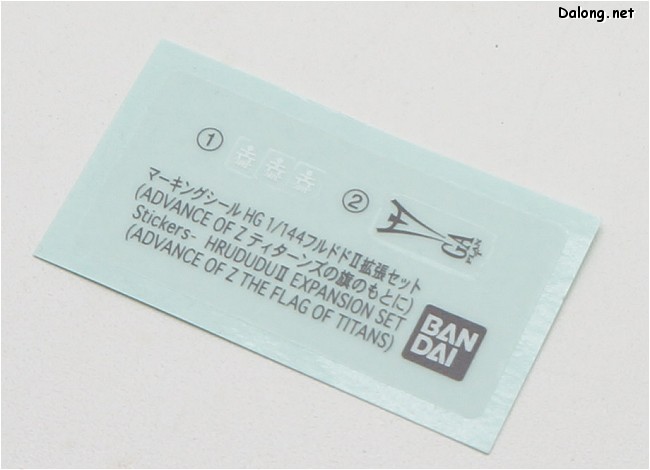 Dalong.net
①
②
マーキングシール HG 1/144フルドドⅡ拡張セット
(ADVANCE OF Z ティターンズの旗のもとに)
Stickers- HRUDUDUⅡ EXPANSION SET
(ADVANCE OF Z THE FLAG OF TITANS)
BAN
DAI